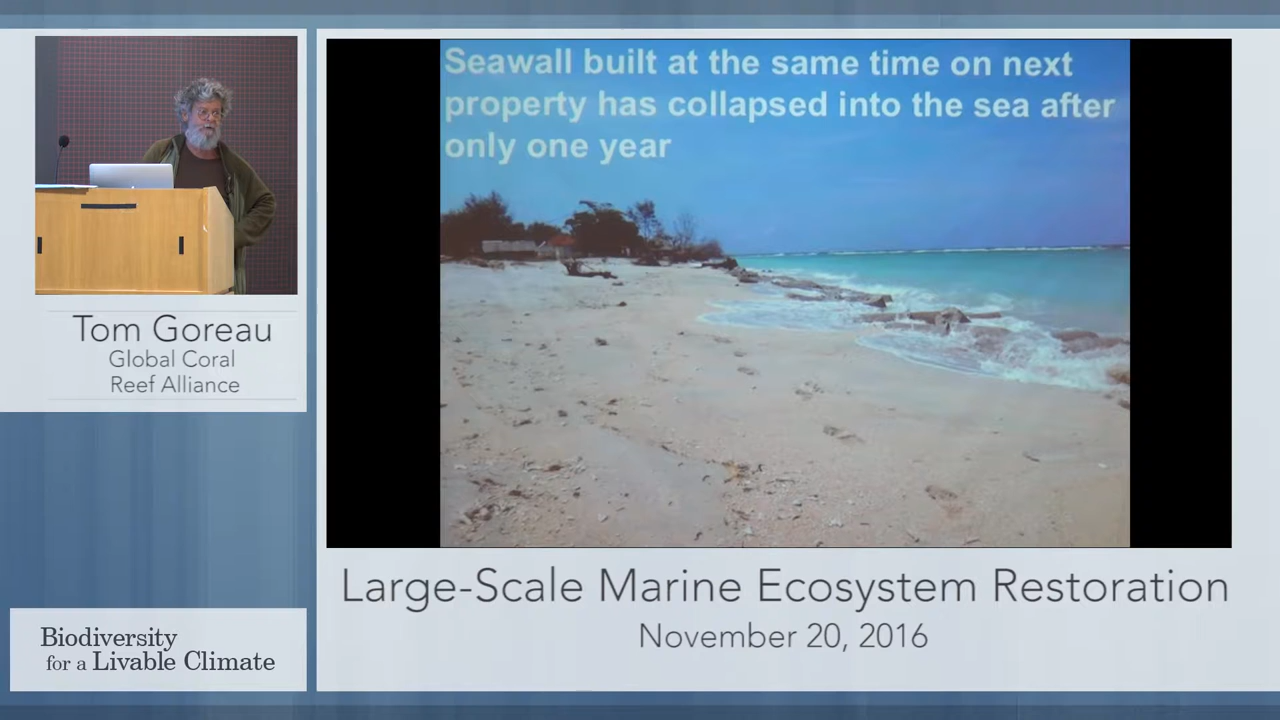 Seawall built at the same time on next
property has collapsed into the sea after
only one year
Tom Goreau
Global Coral
Reef Alliance
Large-Scale Marine Ecosystem Restoration
November 20, 2016
Biodiversity
for a Livable Climate